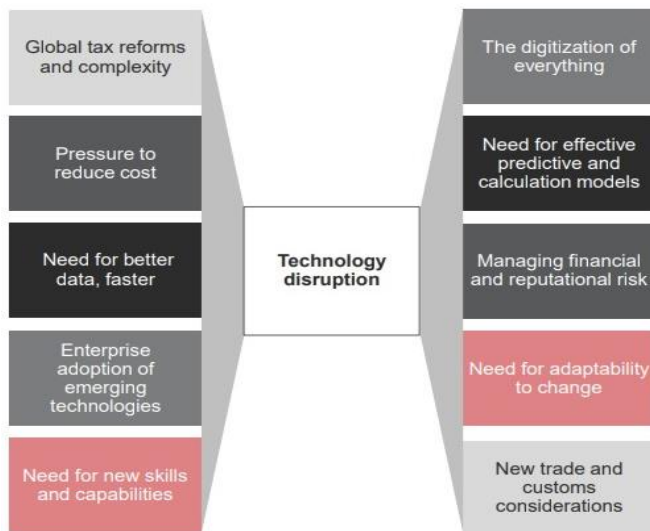 Global tax reforms
and complexity
Pressure to
reduce cost
Need for better
data, faster
Enterprise
adoption of
emerging
technologies
Need for new skills
and capabilities
Technology
disruption
The digitization of
everything
Need for effective
predictive and
calculation models
Managing financial
and reputational risk
Need for adaptability
to change
New trade and
customs
considerations